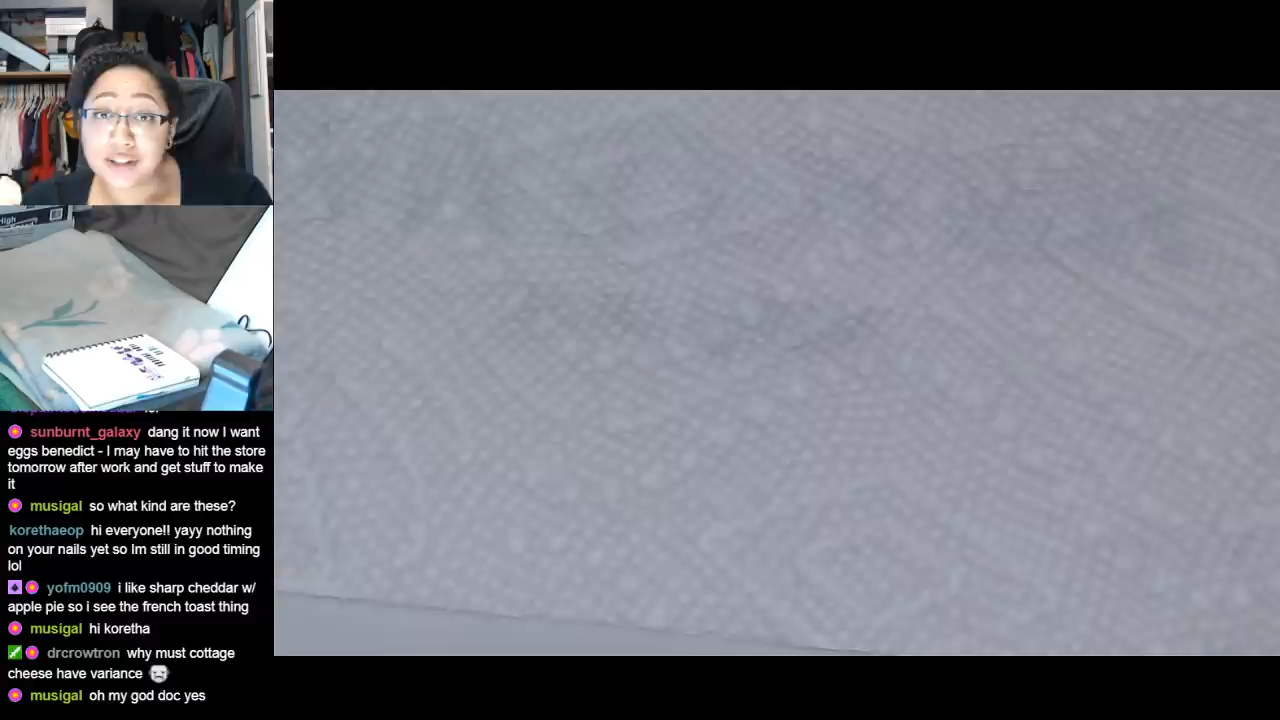 High
sunburnt_galaxy dang it now I want
eggs benedict - I may have to hit the store
tomorrow after work and get stuff to make
it
musigal so what kind are these?
korethaeop hi everyone!! yayy nothing
on your nails yet so Im still in good timing
lol
yofm0909 i like sharp cheddar w/
apple pie so i see the french toast thing
musigal hi koretha
drcrowtron why must cottage
cheese have variance
musigal oh my god doc yes